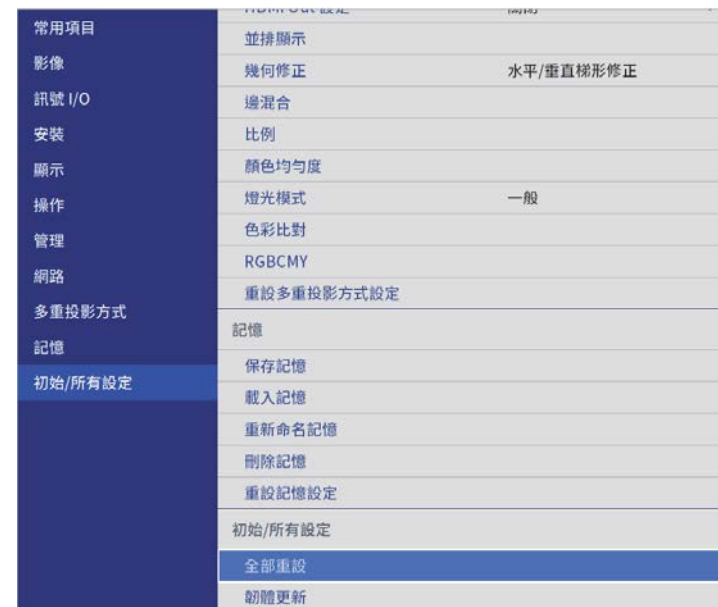 常用項目
影像
訊號 I/O
安裝
顯示
操作
管理
網路
多重投影方式
記憶
初始/所有設定
並排顯示
幾何修正 水平/垂直梯形修正
邊混合
比例
顏色均勻度
燈光模式 一般
色彩比對
RGBCMY
重設多重投影方式設定
記憶
保存記憶
載入記憶
重新命名記憶
刪除記憶
重設記憶設定
初始/所有設定
全部重設
韌體更新